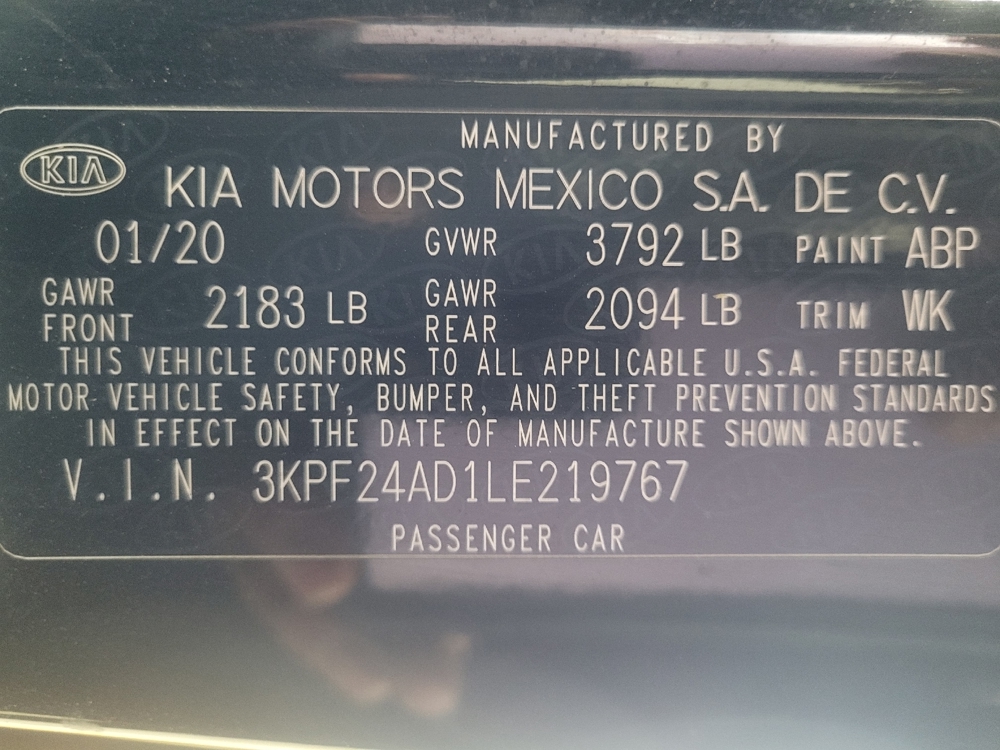 MANUFACTURED BY
KIA KIA MOTORS MEXICO S.A. DE C.V.
01/20 GVWR 3792 LB PAINT ABP
GAWR FRONT 2183 LB GAWR REAR 2094 LB TRIM WK
THIS VEHICLE CONFORMS TO ALL APPLICABLE U.S.A. FEDERAL
MOTOR VEHICLE SAFETY, BUMPER, AND THEFT PREVENTION STANDARDS
IN EFFECT ON THE DATE OF MANUFACTURE SHOWN ABOVE.
V.I.N. 3KPF24AD1LE219767
PASSENGER CAR